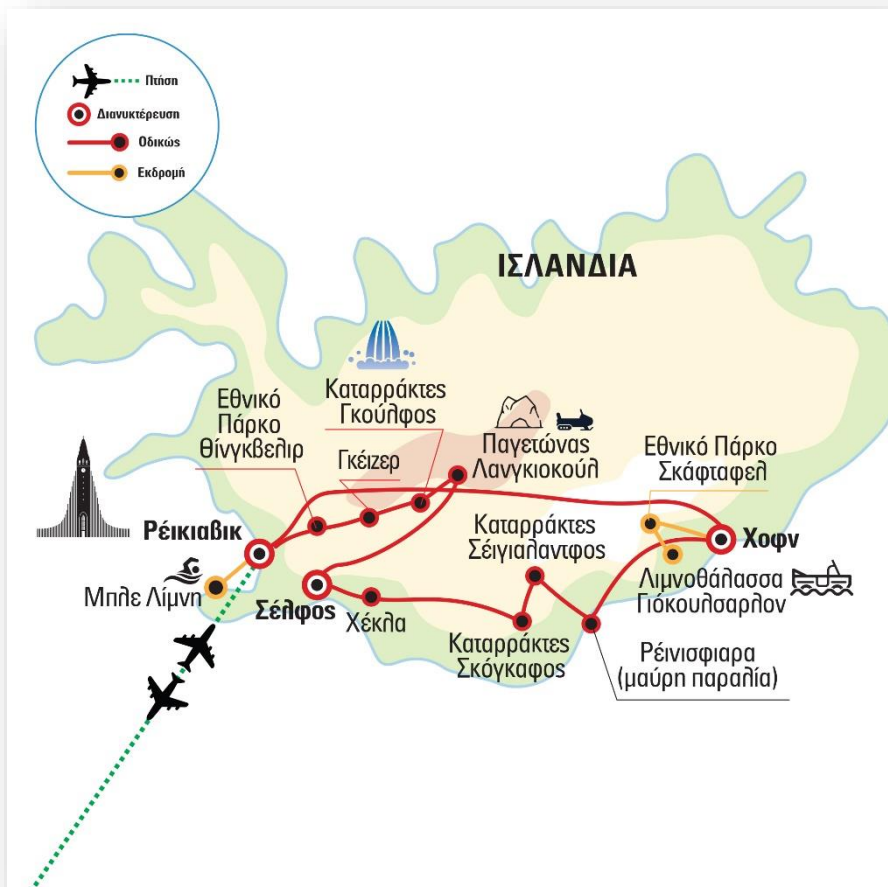 Πτήση
Διανυκτέρευση
Οδικώς
Εκδρομή
ΙΣΛΑΝΔΙΑ
Εθνικό
Πάρκο
Θίνγκβελιρ
Καταρράκτες
Γκούλφος
Γκέιζερ
Παγετώνας
Λανγκιοκούλ
Εθνικό Πάρκο
Σκάφταφελ
Ρέικιαβικ
Μπλε Λίμνη
Σέλφος
Χέκλα
Καταρράκτες
Σέιγιαλαντφος
Καταρράκτες
Σκόγκαφος
Χοφν
Λιμνοθάλασσα
Γιόκουλσαρλον
Ρέινισφιαρα
(μαύρη παραλία)